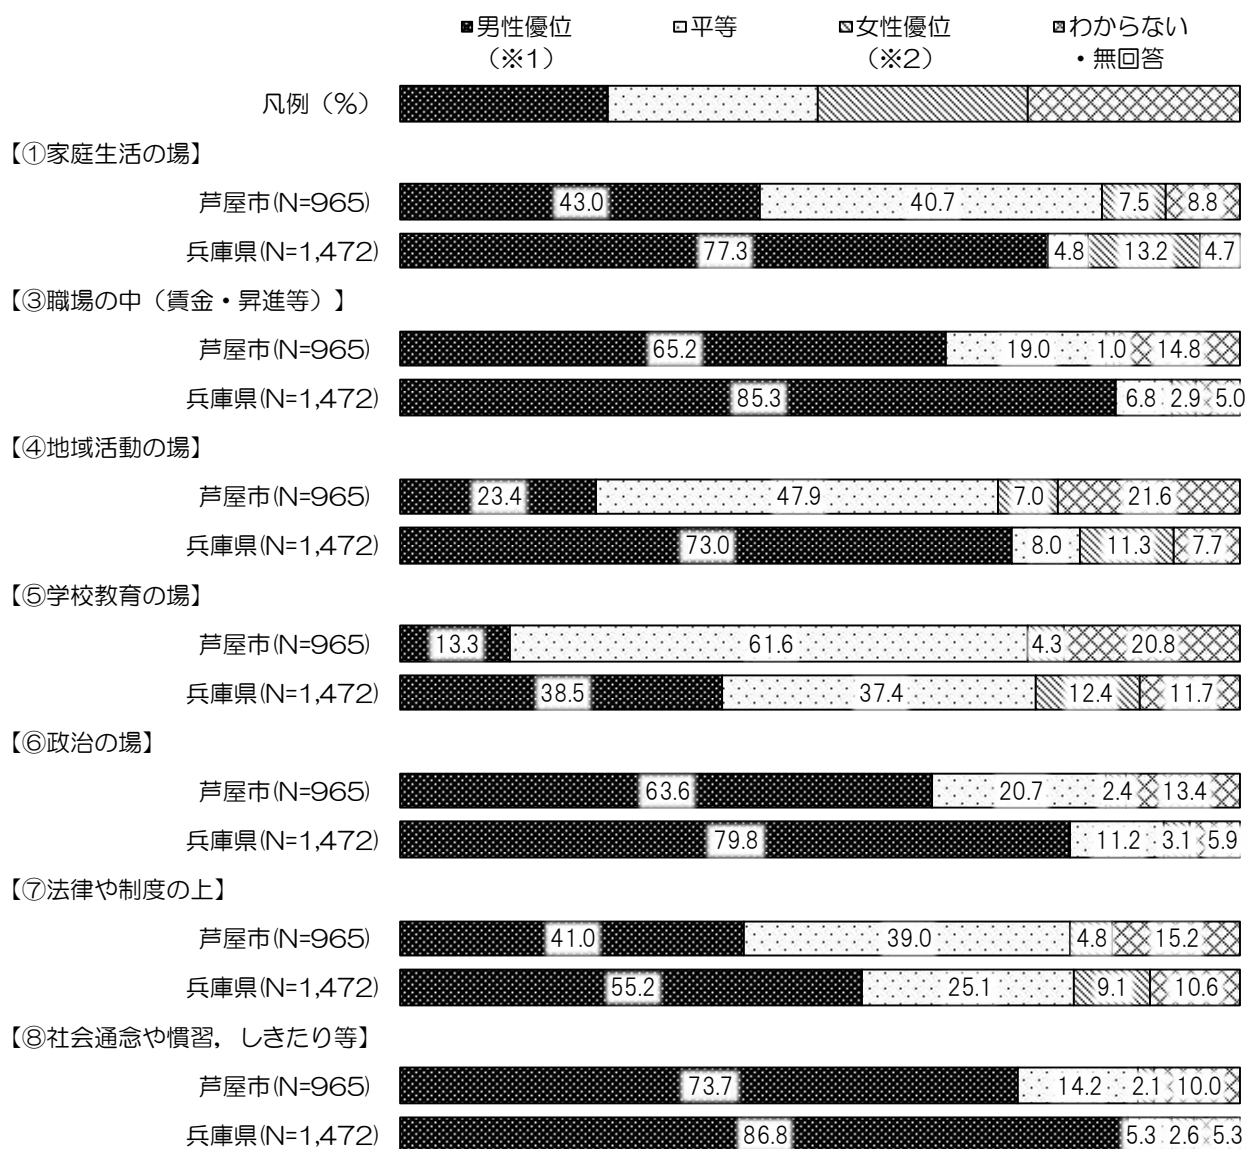 男性優位 平等 女性優位 わからない
（※1） （※2） ・無回答
凡例（%）
【①家庭生活の場】
芦屋市(N=965) 43.0 40.7 7.5 8.8
兵庫県(N=1,472) 77.3 4.8 13.2 4.7
【③職場の中（賃金・昇進等）】
芦屋市(N=965) 65.2 19.0 1.0 14.8
兵庫県(N=1,472) 85.3 6.8 2.9 5.0
【④地域活動の場】
芦屋市(N=965) 23.4 47.9 7.0 21.6
兵庫県(N=1,472) 73.0 8.0 11.3 7.7
【⑤学校教育の場】
芦屋市(N=965) 13.3 61.6 4.3 20.8
兵庫県(N=1,472) 38.5 37.4 12.4 11.7
【⑥政治の場】
芦屋市(N=965) 63.6 20.7 2.4 13.4
兵庫県(N=1,472) 79.8 11.2 3.1 5.9
【⑦法律や制度の上】
芦屋市(N=965) 41.0 39.0 4.8 15.2
兵庫県(N=1,472) 55.2 25.1 9.1 10.6
【⑧社会通念や慣習，しきたり等】
芦屋市(N=965) 73.7 14.2 2.1 10.0
兵庫県(N=1,472) 86.8 5.3 2.6 5.3